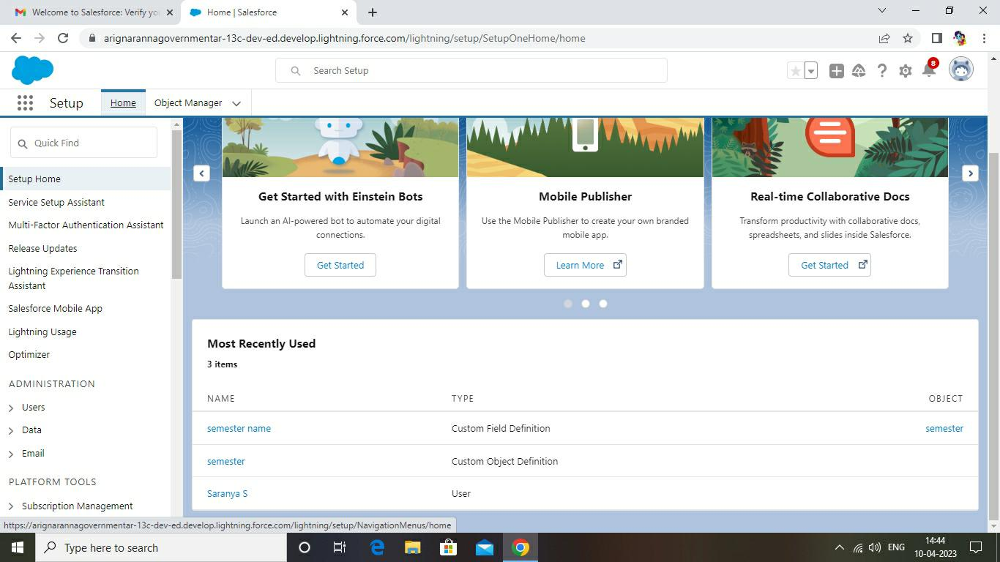 Welcome to Salesforce: Verify yo
Home | Salesforce
arignarannagovernmentar-13c-dev-ed.develop.lightning.force.com/lightning/setup/SetupOneHome/home
Search Setup
8
Setup
Home
Object Manager
Quick Find
Setup Home
Service Setup Assistant
Multi-Factor Authentication Assistant
Release Updates
Lightning Experience Transition
Assistant
Salesforce Mobile App
Lightning Usage
Optimizer
ADMINISTRATION
Users
Data
Email
PLATFORM TOOLS
Subscription Management
Get Started with Einstein Bots
Launch an AI-powered bot to automate your digital
connections.
Get Started
Mobile Publisher
Use the Mobile Publisher to create your own branded
mobile app.
Learn More
Real-time Collaborative Docs
Transform productivity with collaborative docs,
spreadsheets, and slides inside Salesforce.
Get Started
Most Recently Used
3 items
NAME TYPE OBJECT
semester name Custom Field Definition semester
semester Custom Object Definition
Saranya S User
https://arignarannagovernmentar-13c-dev-ed.develop.lightning.force.com/lightning/setup/NavigationMenus/home
Type here to search
ENG
14:44
10-04-2023